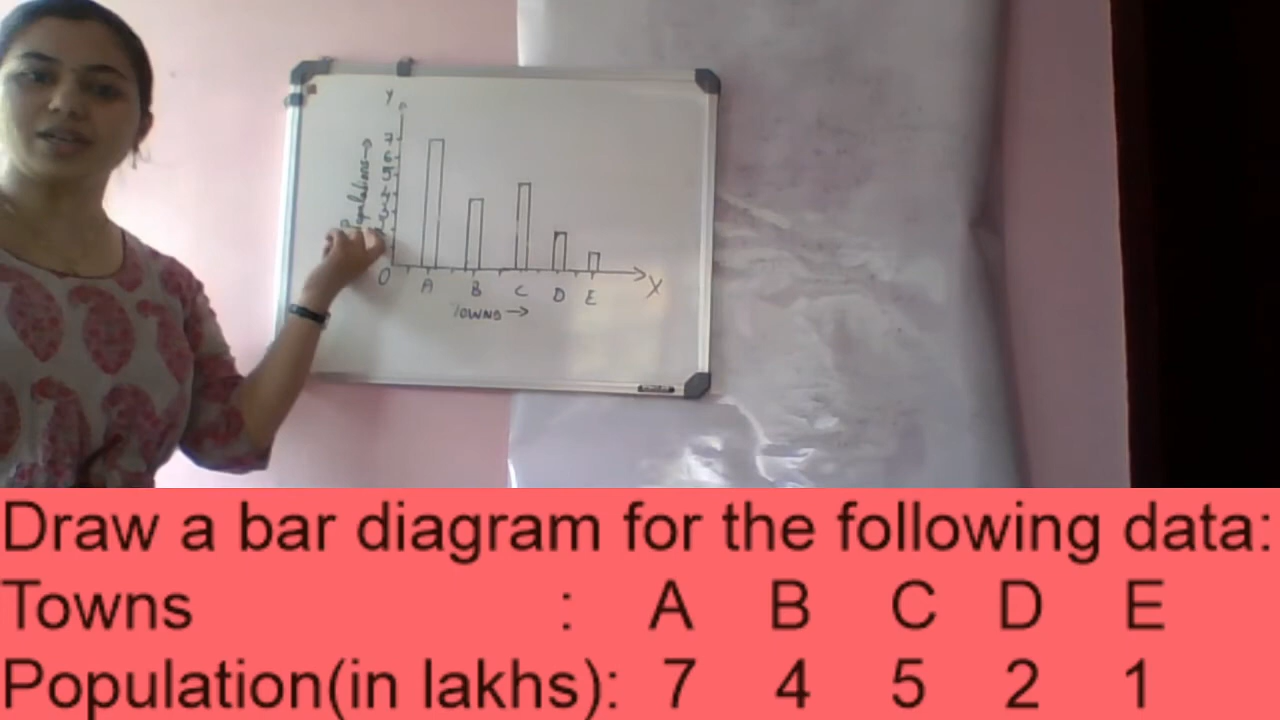 Y
Populations→
7
6
5
4
3
2
O
A B C D E
X
Towns →
Draw a bar diagram for the following data:
Towns : A B C D E
Population(in lakhs): 7 4 5 2 1